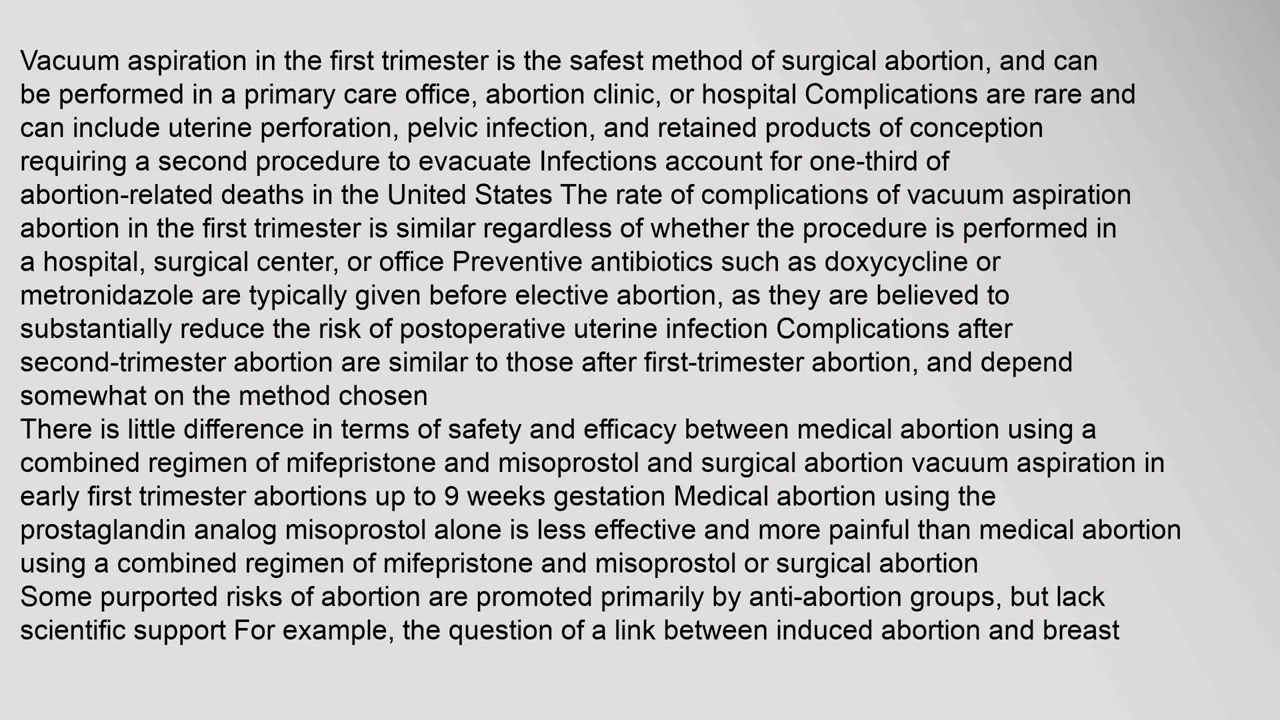 Vacuum aspiration in the first trimester is the safest method of surgical abortion, and can
be performed in a primary care office, abortion clinic, or hospital Complications are rare and
can include uterine perforation, pelvic infection, and retained products of conception
requiring a second procedure to evacuate Infections account for one-third of
abortion-related deaths in the United States The rate of complications of vacuum aspiration
abortion in the first trimester is similar regardless of whether the procedure is performed in
a hospital, surgical center, or office Preventive antibiotics such as doxycycline or
metronidazole are typically given before elective abortion, as they are believed to
substantially reduce the risk of postoperative uterine infection Complications after
second-trimester abortion are similar to those after first-trimester abortion, and depend
somewhat on the method chosen
There is little difference in terms of safety and efficacy between medical abortion using a
combined regimen of mifepristone and misoprostol and surgical abortion vacuum aspiration in
early first trimester abortions up to 9 weeks gestation Medical abortion using the
prostaglandin analog misoprostol alone is less effective and more painful than medical abortion
using a combined regimen of mifepristone and misoprostol or surgical abortion
Some purported risks of abortion are promoted primarily by anti-abortion groups, but lack
scientific support For example, the question of a link between induced abortion and breast